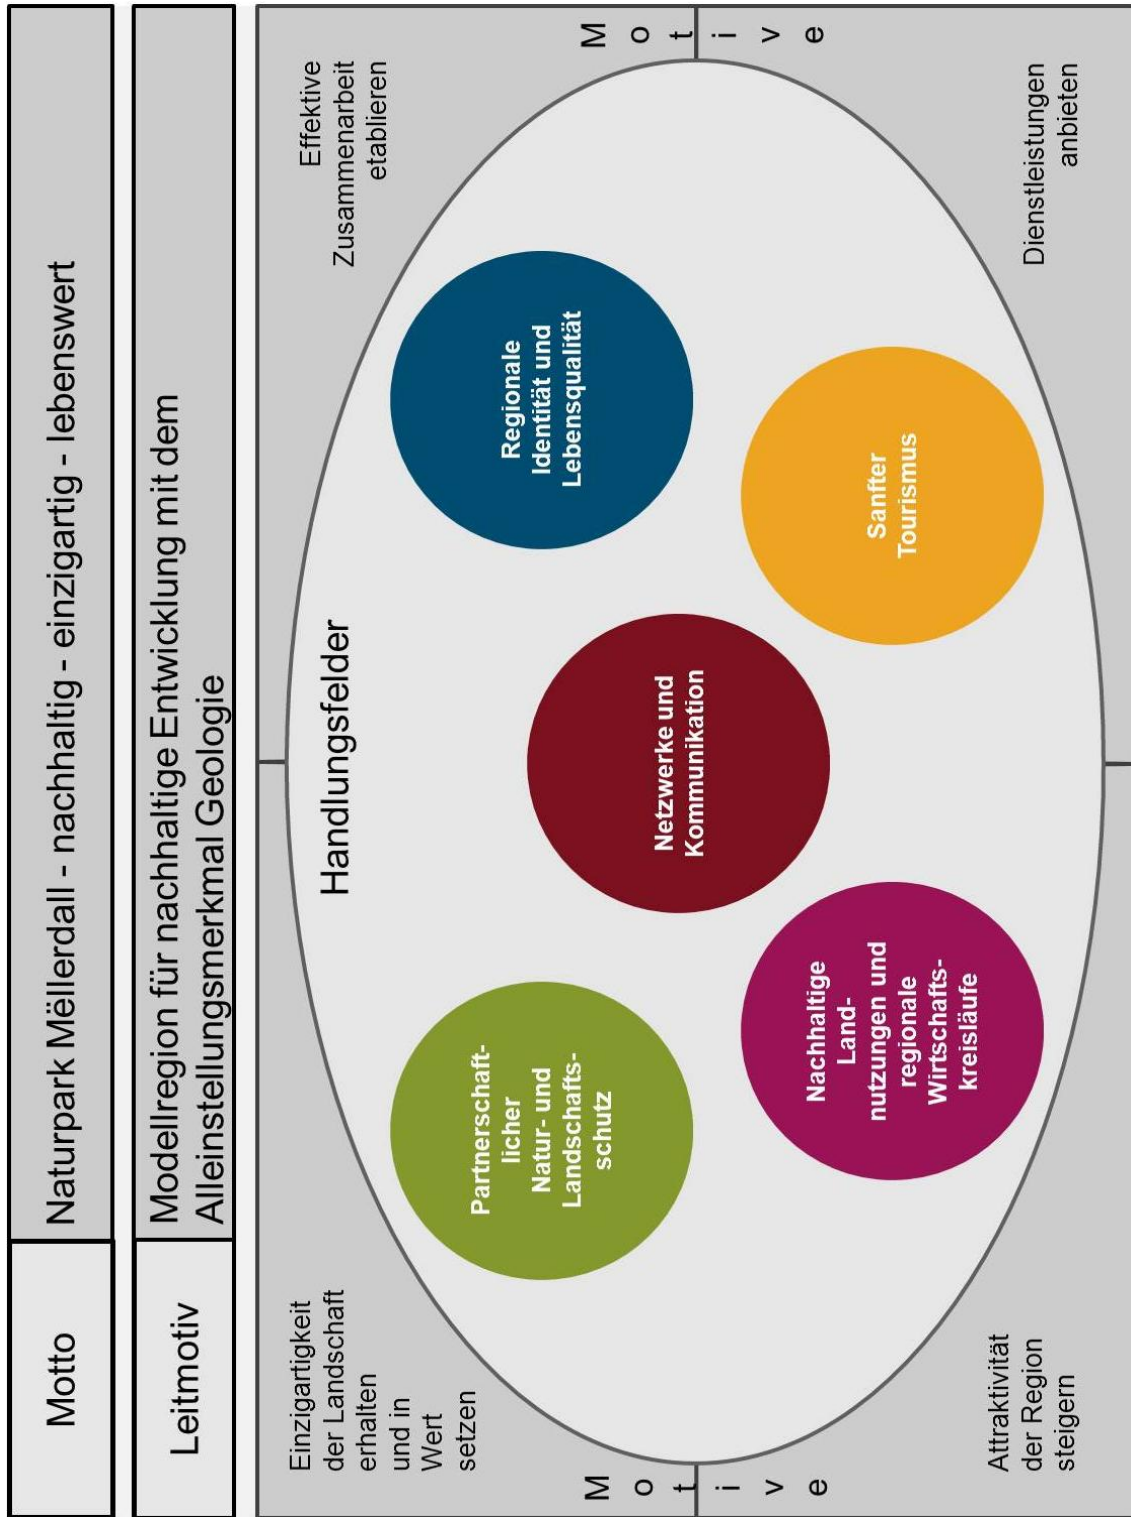 Motto
Naturpark Mëllerdall - nachhaltig - einzigartig - lebenswert
Leitmotiv
Modellregion für nachhaltige Entwicklung mit dem
Alleinstellungsmerkmal Geologie
Einzigartigkeit
der Landschaft
erhalten
und in
Wert
setzen
Effektive
Zusammenarbeit
etablieren
Handlungsfelder
Partnerschaft-
licher
Natur- und
Landschafts-
schutz
Regionale
Identität und
Lebensqualität
Netzwerke und
Kommunikation
Nachhaltige
Land-
nutzungen und
regionale
Wirtschafts-
kreisläufe
Sanfter
Tourismus
Motive
Motive
Attraktivität
der Region
steigern
Dienstleistungen
anbieten